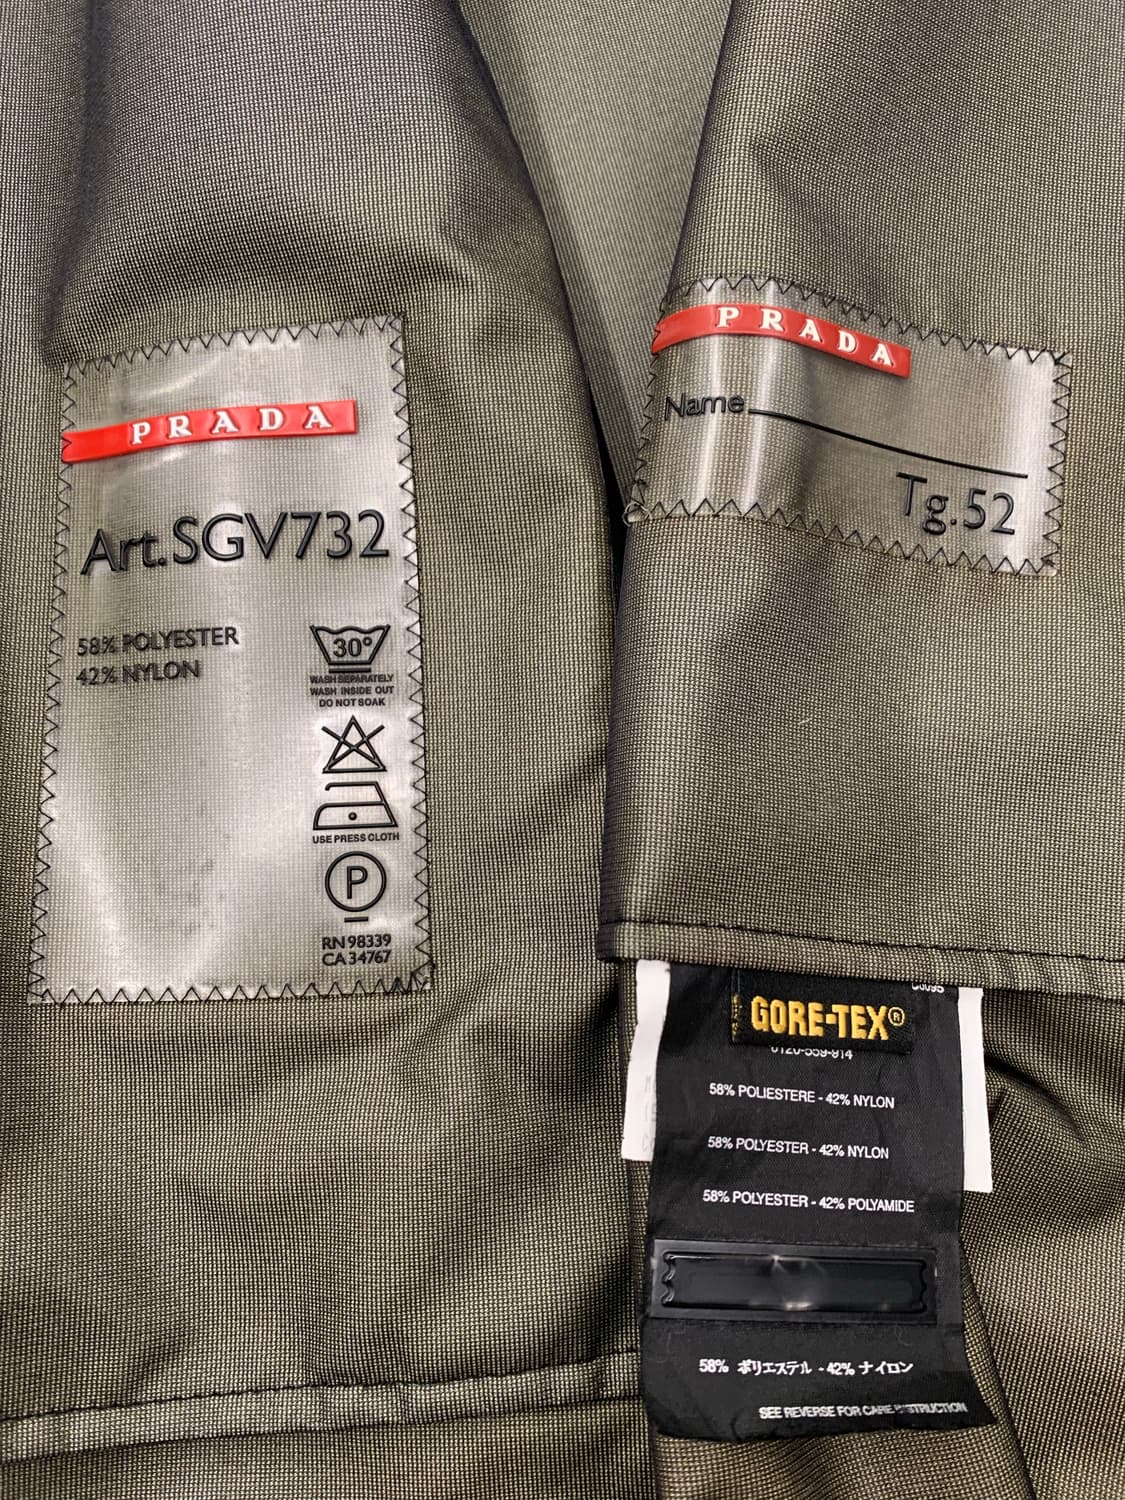 PRADA
Art.SGV732
58% POLYESTER
42% NYLON
30°
WASH SEPARATELY
WASH INSIDE OUT
DO NOT SOAK
USE PRESS CLOTH
P
RN 98339
CA 34767
PRADA
Name
Tg.52
GORE-TEX®
0120-559-914
58% POLIESTERE - 42% NYLON
58% POLYESTER - 42% NYLON
58% POLYESTER - 42% POLYAMIDE
58% ポリエステル - 42% ナイロン
SEE REVERSE FOR CARE INSTRUCTION